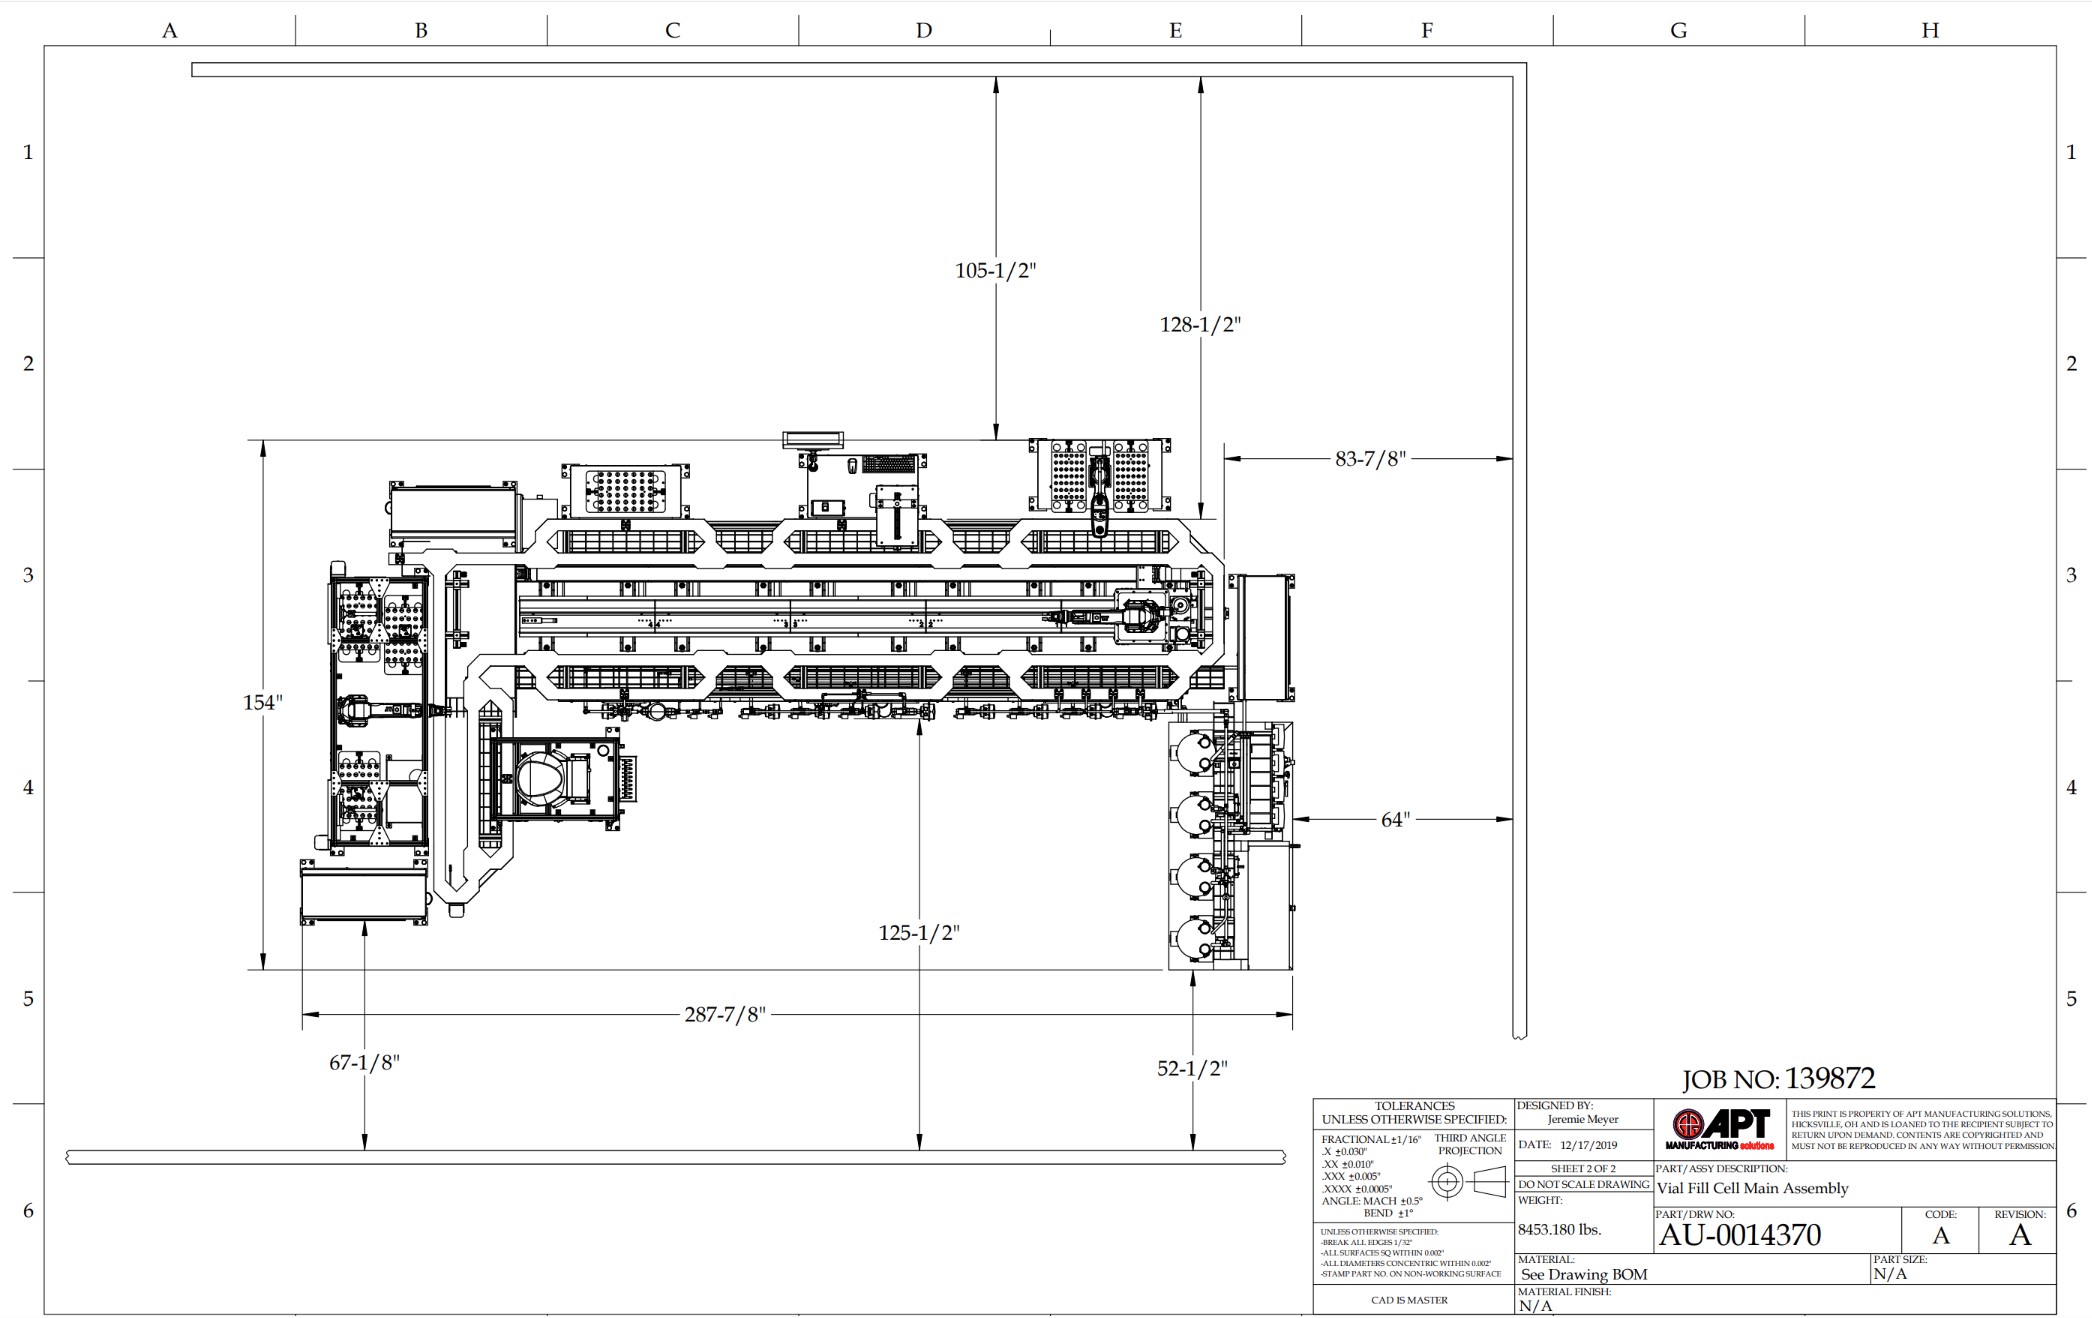 A B C D E F G H
1 1
105-1/2"
128-1/2"
2 2
83-7/8"
3 3
4 4 3 3 2 2
154"
4 4
64"
125-1/2"
5 5
287-7/8"
67-1/8"
52-1/2"
6 6
JOB NO: 139872
TOLERANCES
UNLESS OTHERWISE SPECIFIED:
FRACTIONAL ±1/16"
.X ±0.030"
.XX ±0.010"
.XXX ±0.005"
.XXXX ±0.0005"
ANGLE: MACH ±0.5°
BEND ±1°
THIRD ANGLE
PROJECTION
UNLESS OTHERWISE SPECIFIED:
-BREAK ALL EDGES 1/32"
-ALL SURFACES SQ WITHIN 0.002"
-ALL DIAMETERS CONCENTRIC WITHIN 0.002"
-STAMP PART NO. ON NON-WORKING SURFACE
CAD IS MASTER
DESIGNED BY:
Jeremie Meyer
DATE: 12/17/2019
SHEET 2 OF 2
DO NOT SCALE DRAWING
WEIGHT:
8453.180 lbs.
MATERIAL:
See Drawing BOM
MATERIAL FINISH:
N/A
APT
MANUFACTURING solutions
THIS PRINT IS PROPERTY OF APT MANUFACTURING SOLUTIONS,
HICKSVILLE, OH AND IS LOANED TO THE RECIPIENT SUBJECT TO
RETURN UPON DEMAND. CONTENTS ARE COPYRIGHTED AND
MUST NOT BE REPRODUCED IN ANY WAY WITHOUT PERMISSION.
PART/ASSY DESCRIPTION:
Vial Fill Cell Main Assembly
PART/DRW NO:
AU-0014370
CODE:
A
REVISION:
A
PART SIZE:
N/A